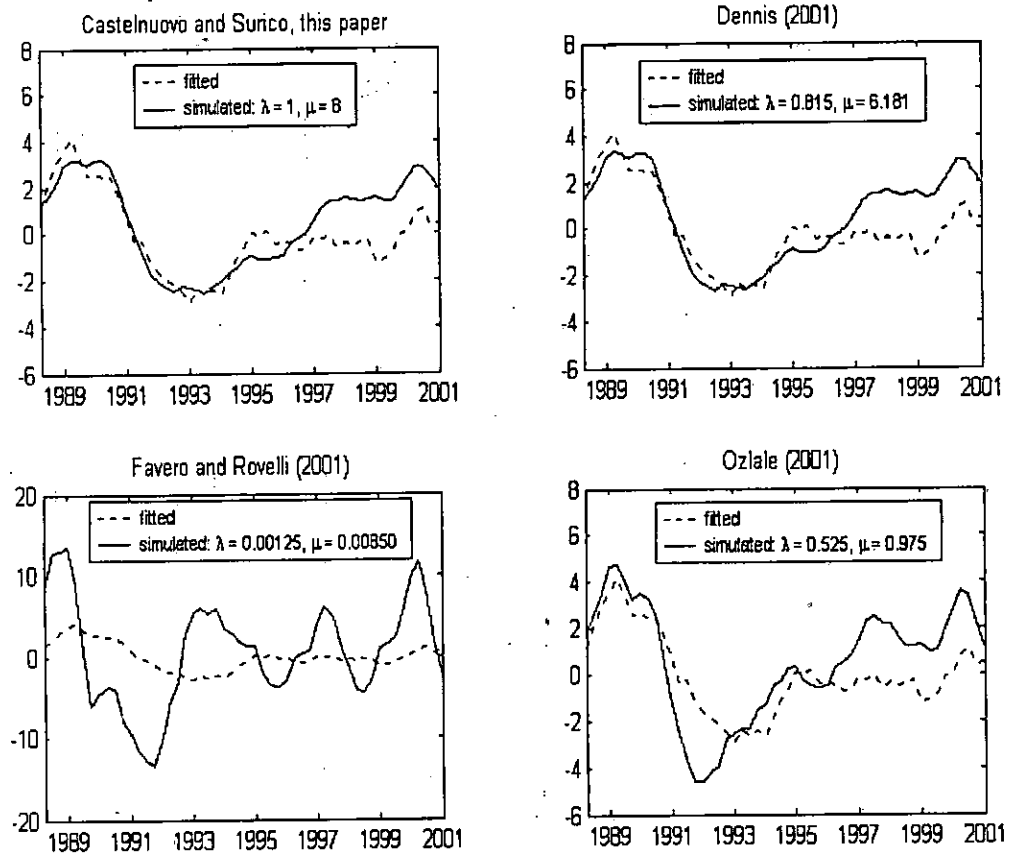 Castelnuovo and Surico, this paper
8
6
4
2
0
-2
-4
-6
fitted
simulated: λ = 1, μ = 8
1989 1991 1993 1995 1997 1999 2001
Dennis (2001)
8
6
4
2
0
-2
-4
-6
fitted
simulated: λ = 0.815, μ = 6.181
1989 1991 1993 1995 1997 1999 2001
Favero and Rovelli (2001)
20
10
0
-10
-20
fitted
simulated: λ = 0.00125, μ = 0.00850
1989 1991 1993 1995 1997 1999 2001
Ozlale (2001)
8
6
4
2
0
-2
-4
-6
fitted
simulated: λ = 0.525, μ = 0.975
1989 1991 1993 1995 1997 1999 2001